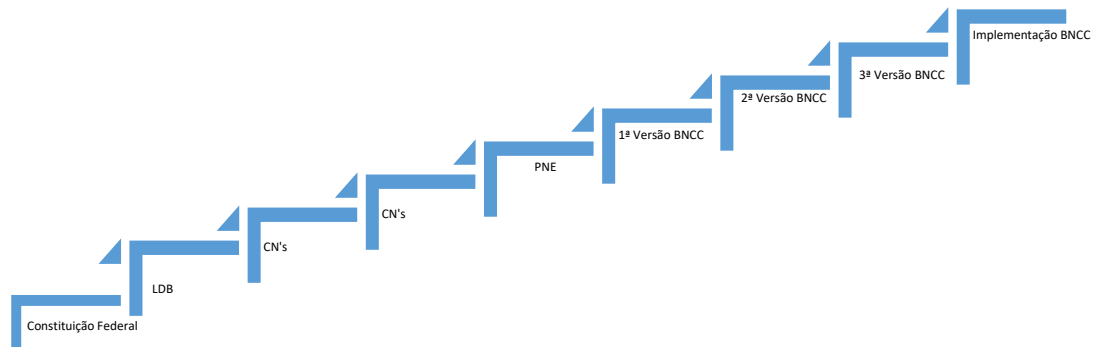 Constituição Federal
LDB
CN's
CN's
PNE
1ª Versão BNCC
2ª Versão BNCC
3ª Versão BNCC
Implementação BNCC